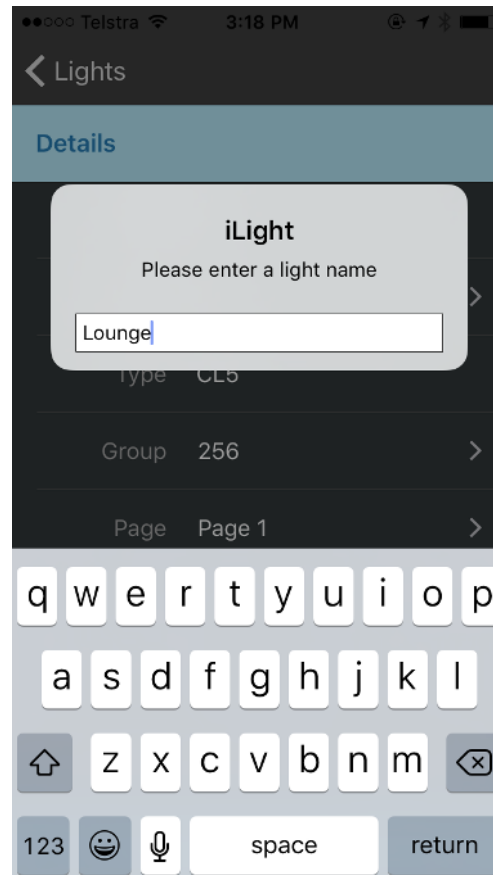 Telstra 3:18 PM
Lights
Details
iLight
Please enter a light name
Lounge
Type CL5
Group 256
Page Page 1
q w e r t y u i o p
a s d f g h j k l
z x c v b n m
123 space return